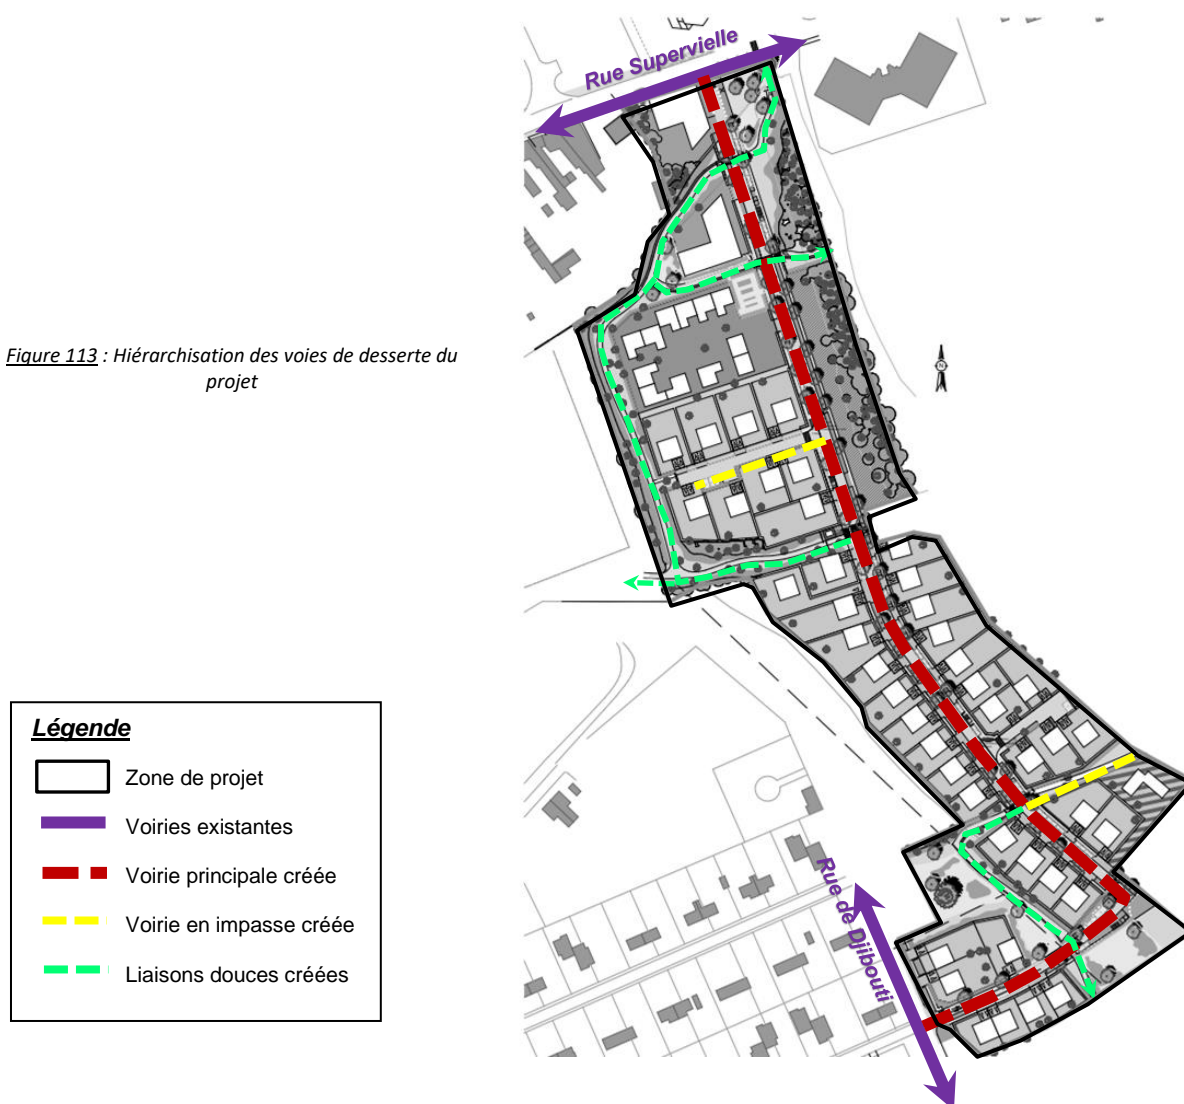 Rue Supervielle
Figure 113 : Hiérarchisation des voies de desserte du
projet
N
Légende
Zone de projet
Voiries existantes
Voirie principale créée
Voirie en impasse créée
Liaisons douces créées
Rue de Djibouti